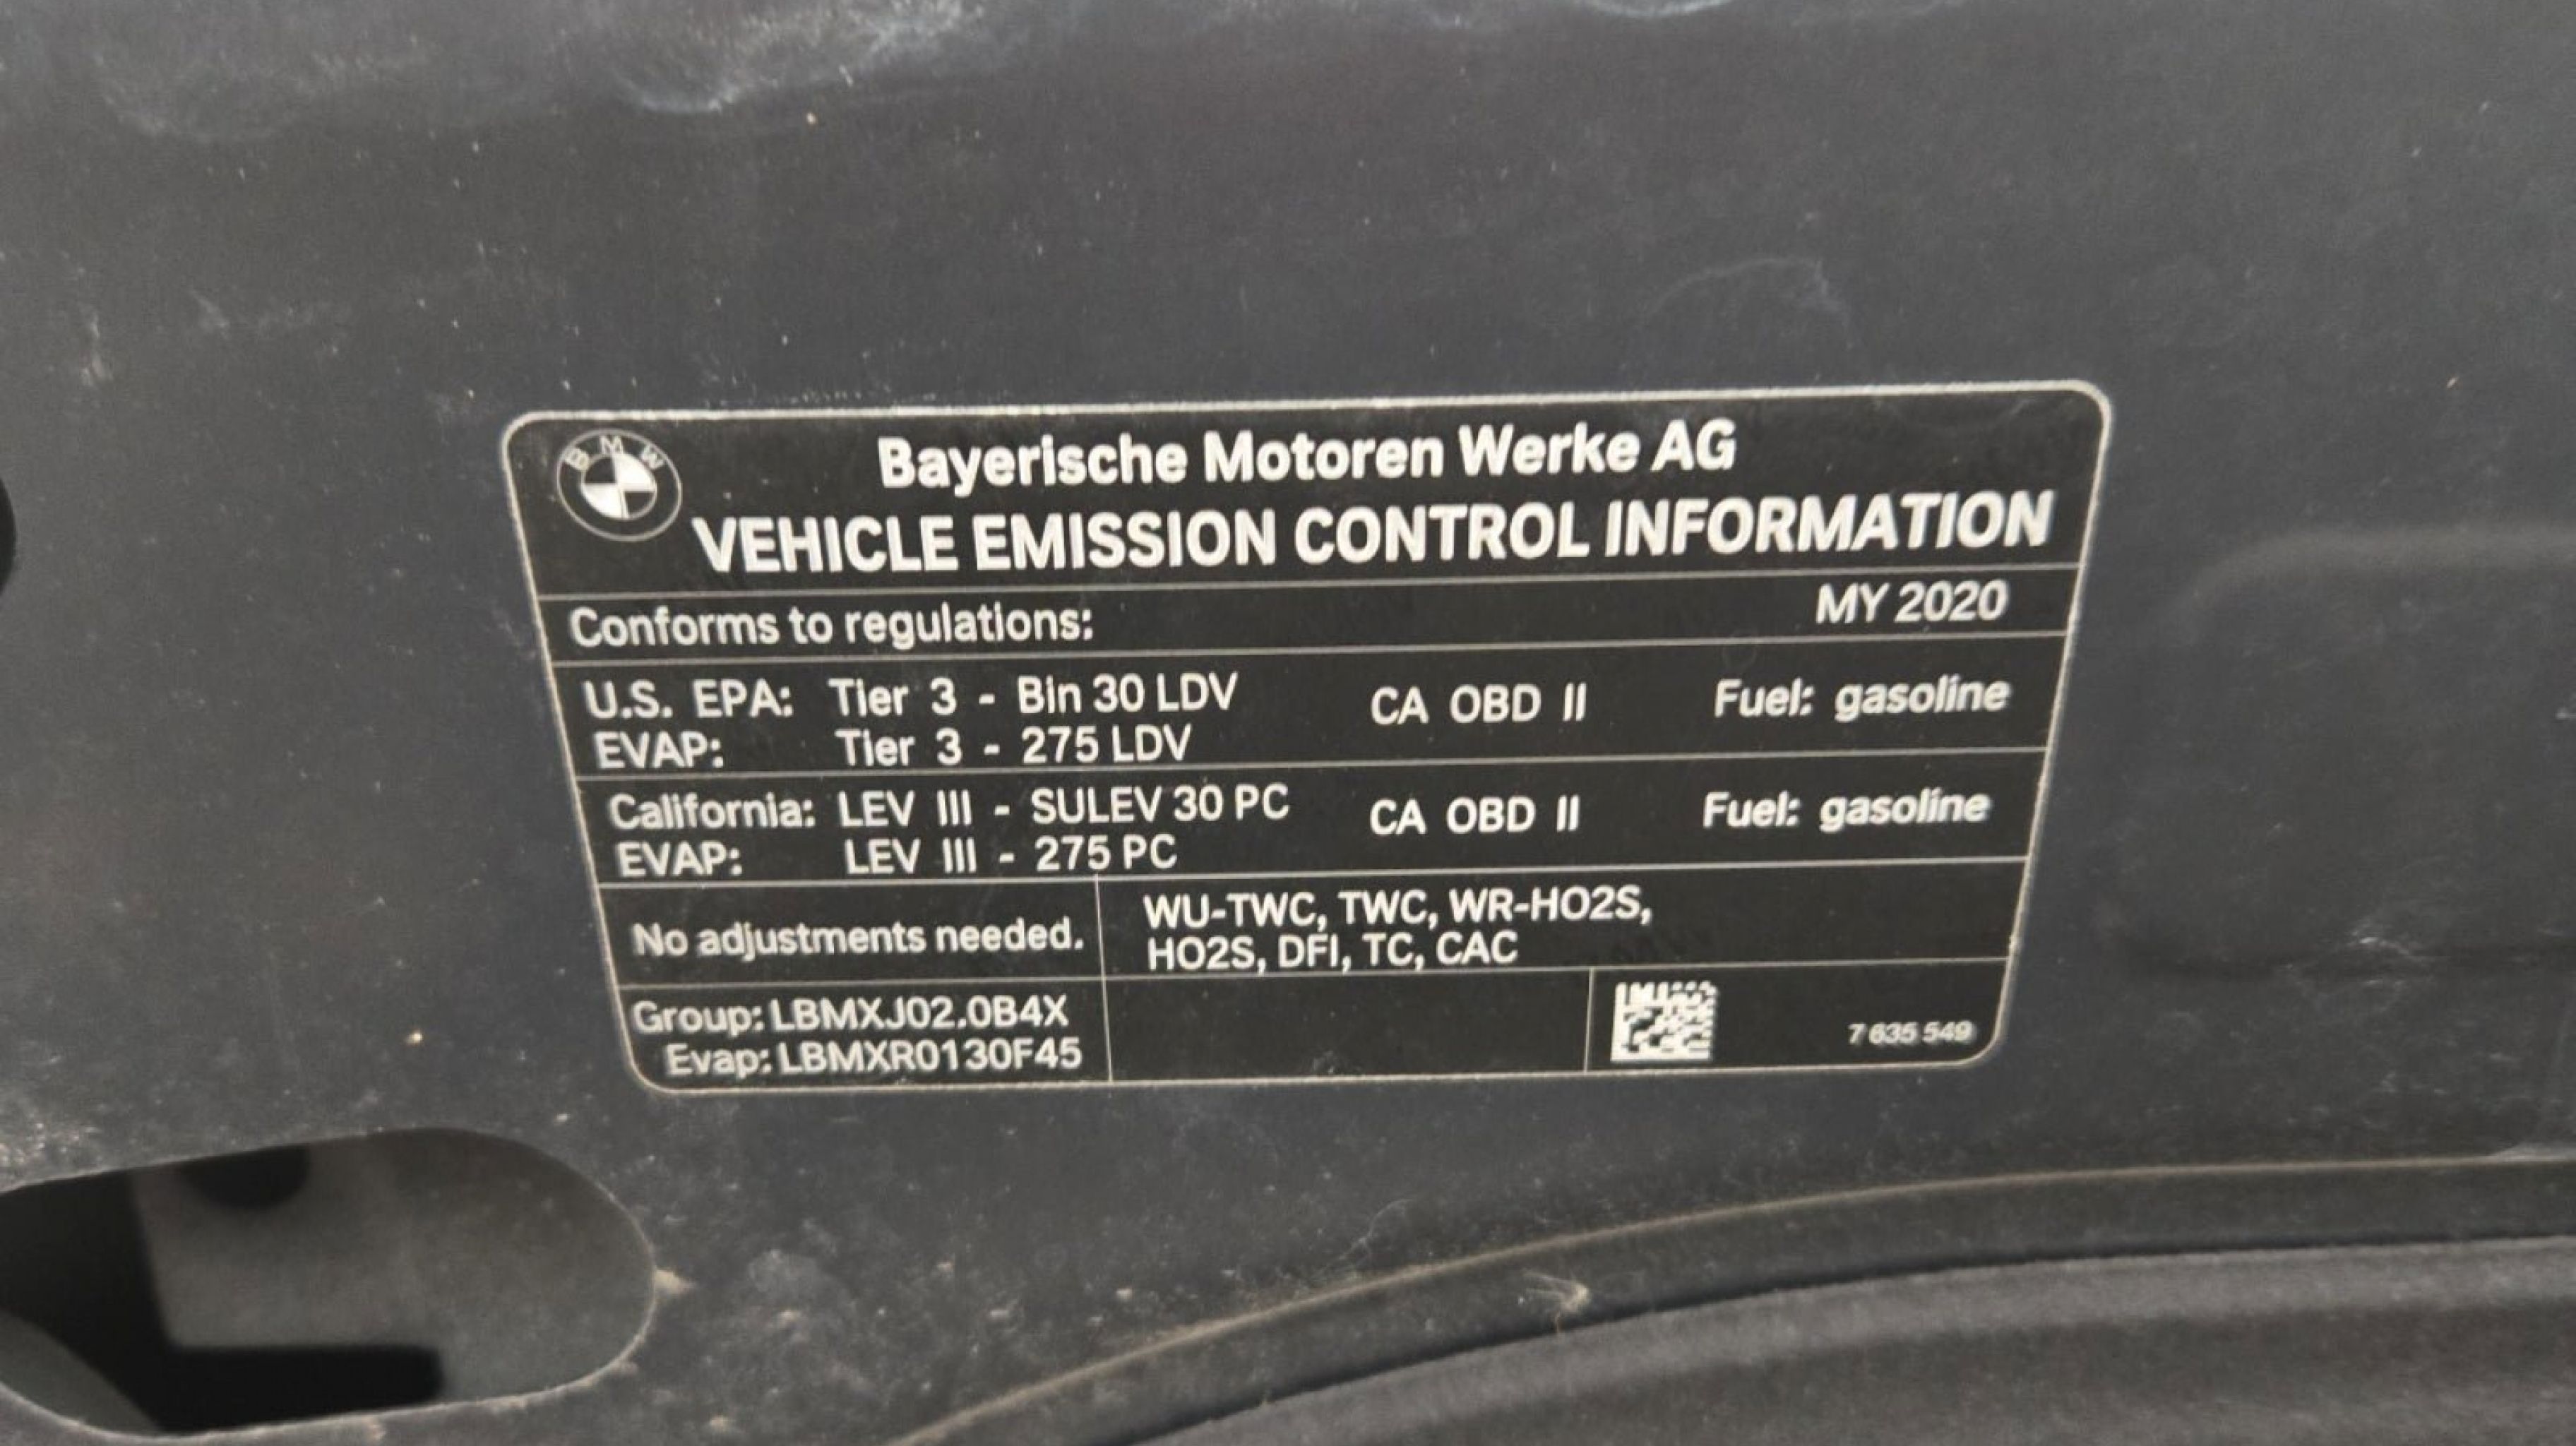 BMW
Bayerische Motoren Werke AG
VEHICLE EMISSION CONTROL INFORMATION
Conforms to regulations: MY 2020
U.S. EPA: Tier 3 - Bin 30 LDV CA OBD II Fuel: gasoline
EVAP: Tier 3 - 275 LDV
California: LEV III - SULEV 30 PC CA OBD II Fuel: gasoline
EVAP: LEV III - 275 PC
No adjustments needed.
WU-TWC, TWC, WR-HO2S,
HO2S, DFI, TC, CAC
Group: LBMXJ02.0B4X
Evap: LBMXR0130F45
7 635 549